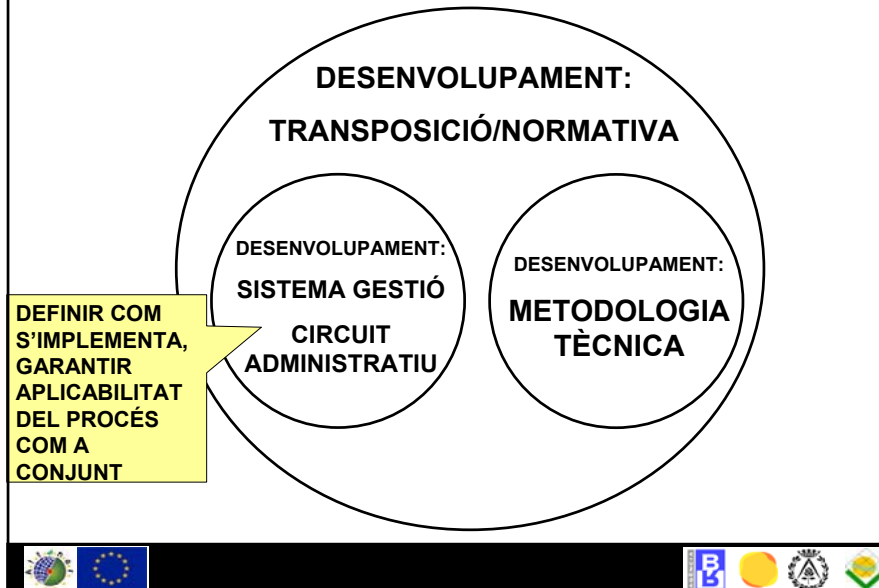 DESENVOLUPAMENT:
TRANSPOSICIÓ/NORMATIVA
DESENVOLUPAMENT:
SISTEMA GESTIÓ
CIRCUIT
ADMINISTRATIU
DESENVOLUPAMENT:
METODOLOGIA
TÈCNICA
DEFINIR COM
S’IMPLEMENTA,
GARANTIR
APLICABILITAT
DEL PROCÉS
COM A
CONJUNT